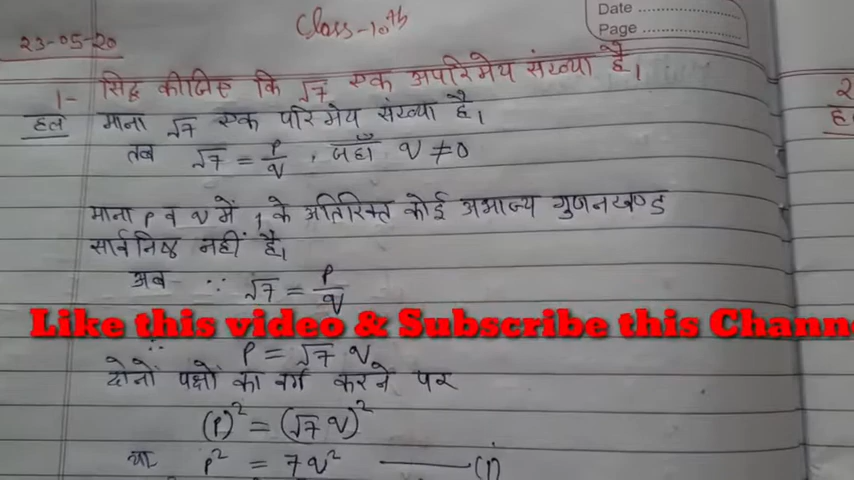 Class-10th
Date
Page
23-05-20
1- सिद्ध कीजिए कि √7 एक अपरिमेय संख्या है।
हल माना √7 एक परिमेय संख्या है।
तब √7 = p/q , जहाँ q ≠ 0
माना p व q में 1 के अतिरिक्त कोई अभाज्य गुणनखण्ड
सार्वनिष्ठ नहीं है।
अब ∵ √7 = p/q
Like this video & Subscribe this Chann
∴ p = √7 q
दोनों पक्षों का वर्ग करने पर
(p)² = (√7 q)²
या p² = 7q² —— (1)
2
ह